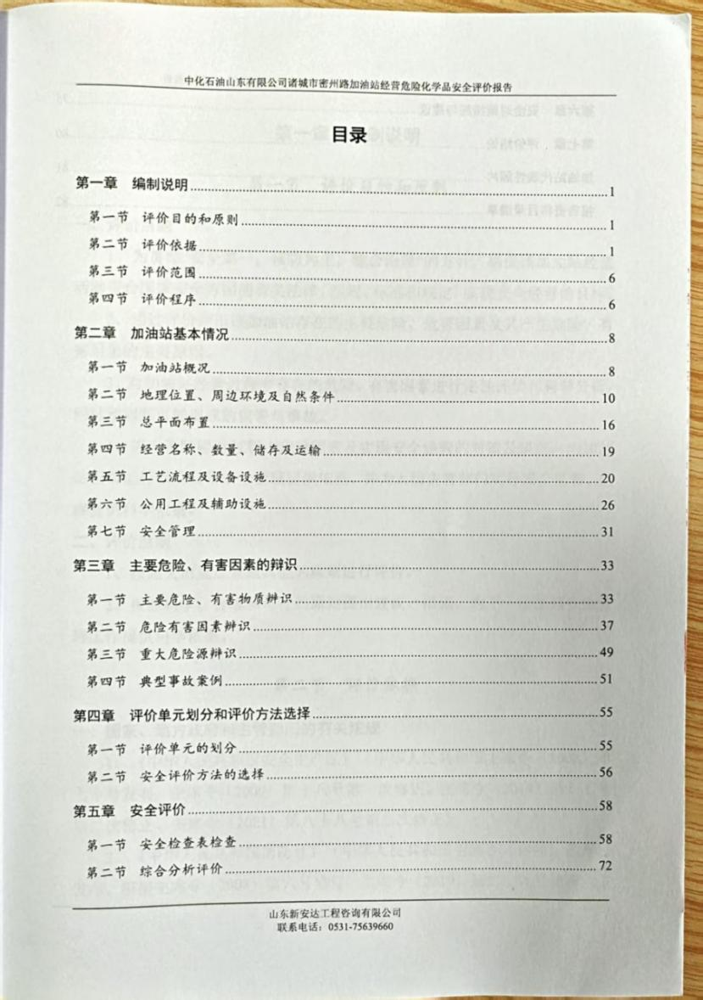 中化石油山东有限公司诸城市密州路加油站经营危险化学品安全评价报告
目录
第一章 编制说明 1
第一节 评价目的和原则 1
第二节 评价依据 1
第三节 评价范围 6
第四节 评价程序 6
第二章 加油站基本情况 8
第一节 加油站概况 8
第二节 地理位置、周边环境及自然条件 10
第三节 总平面布置 16
第四节 经营名称、数量、储存及运输 19
第五节 工艺流程及设备设施 20
第六节 公用工程及辅助设施 26
第七节 安全管理 31
第三章 主要危险、有害因素的辩识 33
第一节 主要危险、有害物质辨识 33
第二节 危险有害因素辨识 37
第三节 重大危险源辨识 49
第四节 典型事故案例 51
第四章 评价单元划分和评价方法选择 55
第一节 评价单元的划分 55
第二节 安全评价方法的选择 56
第五章 安全评价 58
第一节 安全检查表检查 58
第二节 综合分析评价 72
山东新安达工程咨询有限公司
联系电话：0531-75639660